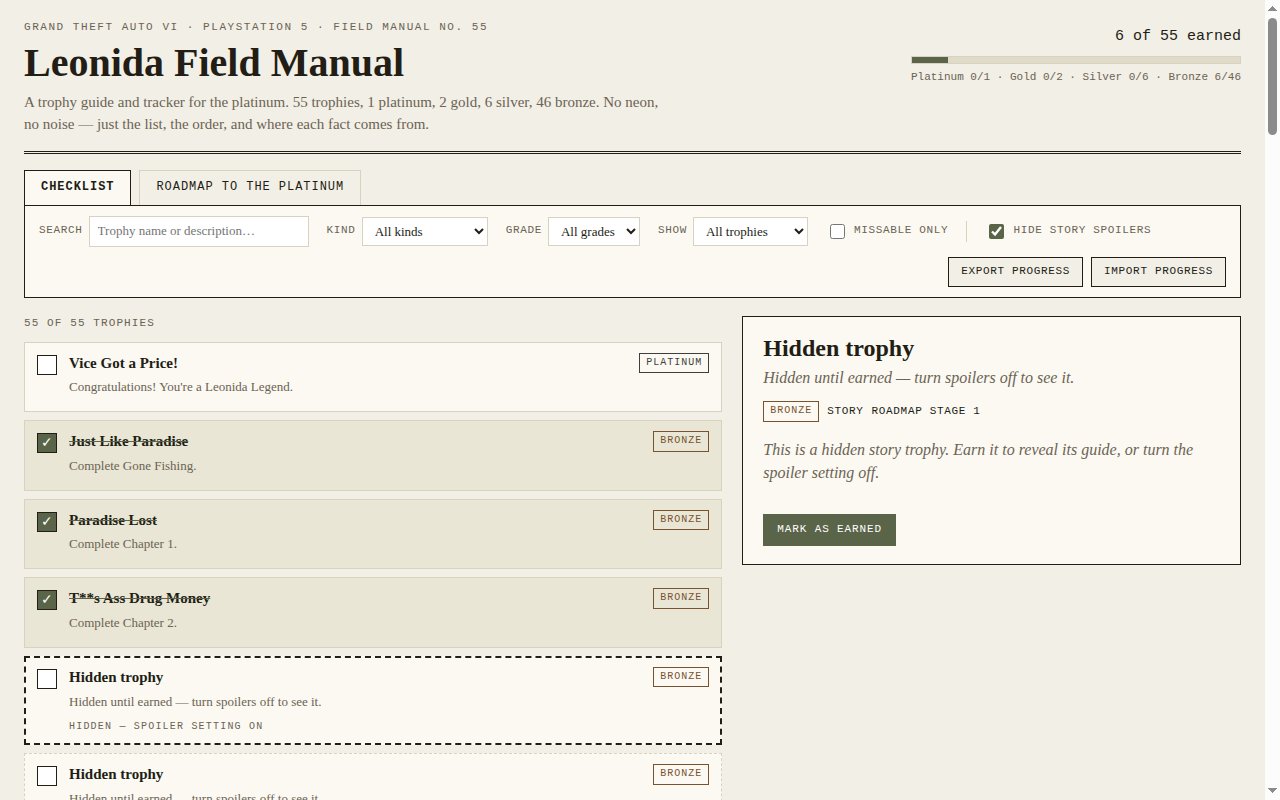 GRAND THEFT AUTO VI · PLAYSTATION 5 · FIELD MANUAL NO. 55
Leonida Field Manual
A trophy guide and tracker for the platinum. 55 trophies, 1 platinum, 2 gold, 6 silver, 46 bronze. No neon,
no noise — just the list, the order, and where each fact comes from.
6 of 55 earned
Platinum 0/1 · Gold 0/2 · Silver 0/6 · Bronze 6/46
CHECKLIST
ROADMAP TO THE PLATINUM
SEARCH Trophy name or description… KIND All kinds GRADE All grades SHOW All trophies MISSABLE ONLY HIDE STORY SPOILERS
EXPORT PROGRESS IMPORT PROGRESS
55 OF 55 TROPHIES
Vice Got a Price! PLATINUM
Congratulations! You're a Leonida Legend.
Just Like Paradise BRONZE
Complete Gone Fishing.
Paradise Lost BRONZE
Complete Chapter 1.
T**s Ass Drug Money BRONZE
Complete Chapter 2.
Hidden trophy BRONZE
Hidden until earned — turn spoilers off to see it.
HIDDEN — SPOILER SETTING ON
Hidden trophy BRONZE
Hidden until earned — turn spoilers off to see it.
Hidden trophy
Hidden until earned — turn spoilers off to see it.
BRONZE STORY ROADMAP STAGE 1
This is a hidden story trophy. Earn it to reveal its guide, or turn the
spoiler setting off.
MARK AS EARNED